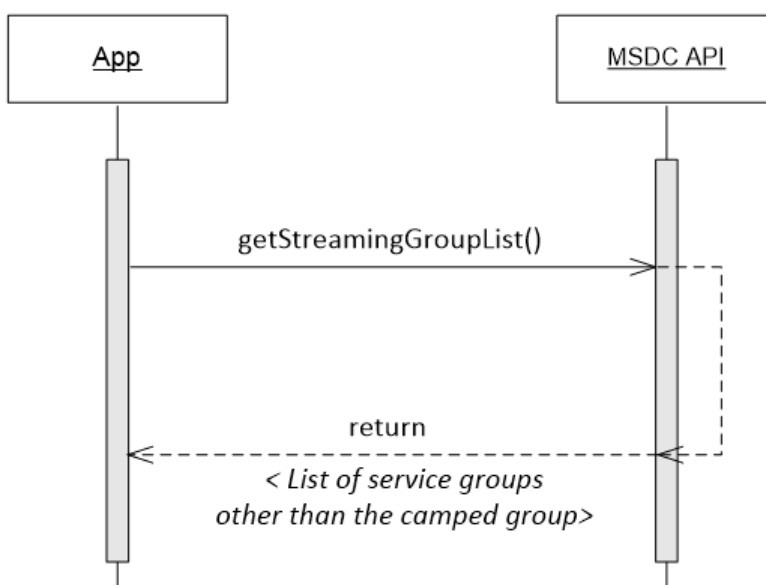 App
MSDC API
getStreamingGroupList()
return
< List of service groups
other than the camped group>